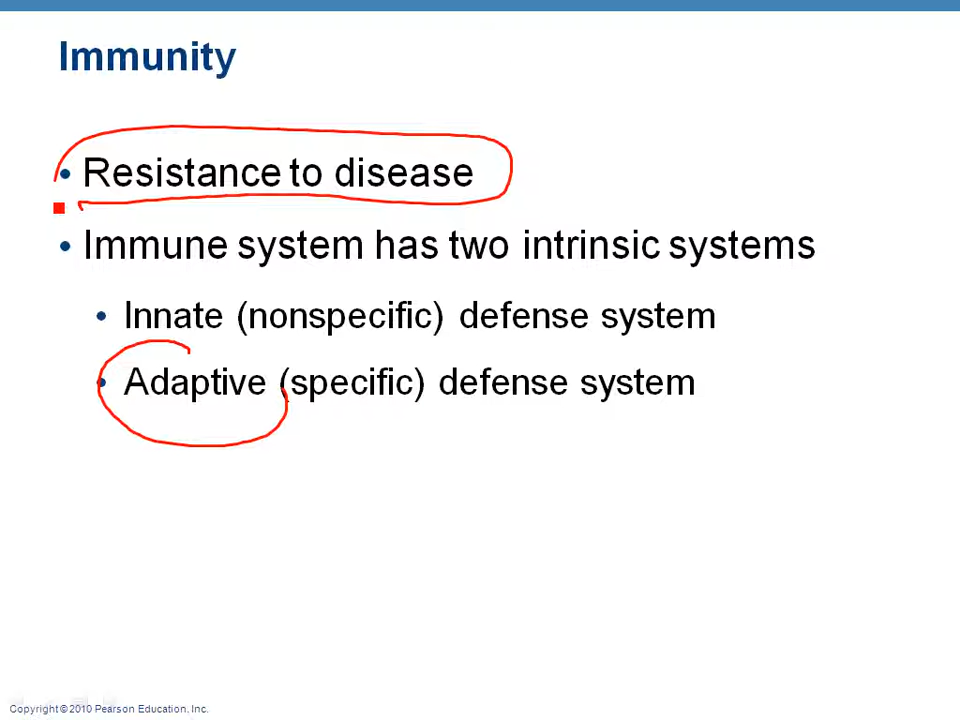 Immunity
• Resistance to disease
• Immune system has two intrinsic systems
• Innate (nonspecific) defense system
• Adaptive (specific) defense system
Copyright © 2010 Pearson Education, Inc.